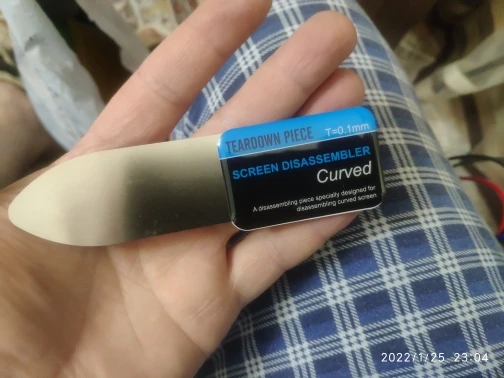 TEARDOWN PIECE T=0.1mm
SCREEN DISASSEMBLER
Curved
A disassembling piece specially designed for
disassembling curved screen
2022/1/25 23:04